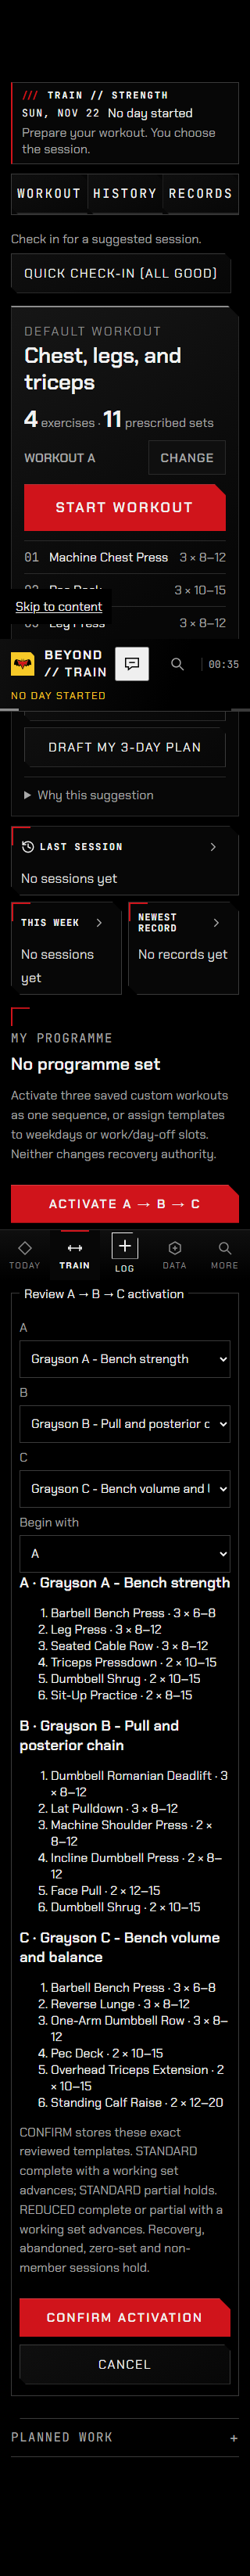 /// TRAIN // STRENGTH
SUN, NOV 22 No day started
Prepare your workout. You choose
the session.
WORKOUT HISTORY RECORDS
Check in for a suggested session.
QUICK CHECK-IN (ALL GOOD)
DEFAULT WORKOUT
Chest, legs, and
triceps
4 exercises · 11 prescribed sets
WORKOUT A CHANGE
START WORKOUT
01 Machine Chest Press 3 × 8–12
3 × 10–15
Skip to content
Leg Press 3 × 8–12
BEYOND
// TRAIN
00:35
NO DAY STARTED
DRAFT MY 3-DAY PLAN
▶ Why this suggestion
LAST SESSION
No sessions yet
THIS WEEK
No sessions
yet
NEWEST
RECORD
No records yet
MY PROGRAMME
No programme set
Activate three saved custom workouts
as one sequence, or assign templates
to weekdays or work/day-off slots.
Neither changes recovery authority.
ACTIVATE A → B → C
TODAY TRAIN LOG DATA MORE
Review A → B → C activation
A
Grayson A - Bench strength
B
Grayson B - Pull and posterior c
C
Grayson C - Bench volume and
Begin with
A
A · Grayson A - Bench strength
1. Barbell Bench Press · 3 × 6–8
2. Leg Press · 3 × 8–12
3. Seated Cable Row · 3 × 8–12
4. Triceps Pressdown · 2 × 10–15
5. Dumbbell Shrug · 2 × 10–15
6. Sit-Up Practice · 2 × 8–15
B · Grayson B - Pull and
posterior chain
1. Dumbbell Romanian Deadlift · 3
× 8–12
2. Lat Pulldown · 3 × 8–12
3. Machine Shoulder Press · 2 ×
8–12
4. Incline Dumbbell Press · 2 × 8–
12
5. Face Pull · 2 × 12–15
6. Dumbbell Shrug · 2 × 10–15
C · Grayson C - Bench volume
and balance
1. Barbell Bench Press · 3 × 6–8
2. Reverse Lunge · 3 × 8–12
3. One-Arm Dumbbell Row · 3 × 8–
12
4. Pec Deck · 2 × 10–15
5. Overhead Triceps Extension · 2
× 10–15
6. Standing Calf Raise · 2 × 12–20
CONFIRM stores these exact
reviewed templates. STANDARD
complete with a working set
advances; STANDARD partial holds.
REDUCED complete or partial with a
working set advances. Recovery,
abandoned, zero-set and non-
member sessions hold.
CONFIRM ACTIVATION
CANCEL
PLANNED WORK +